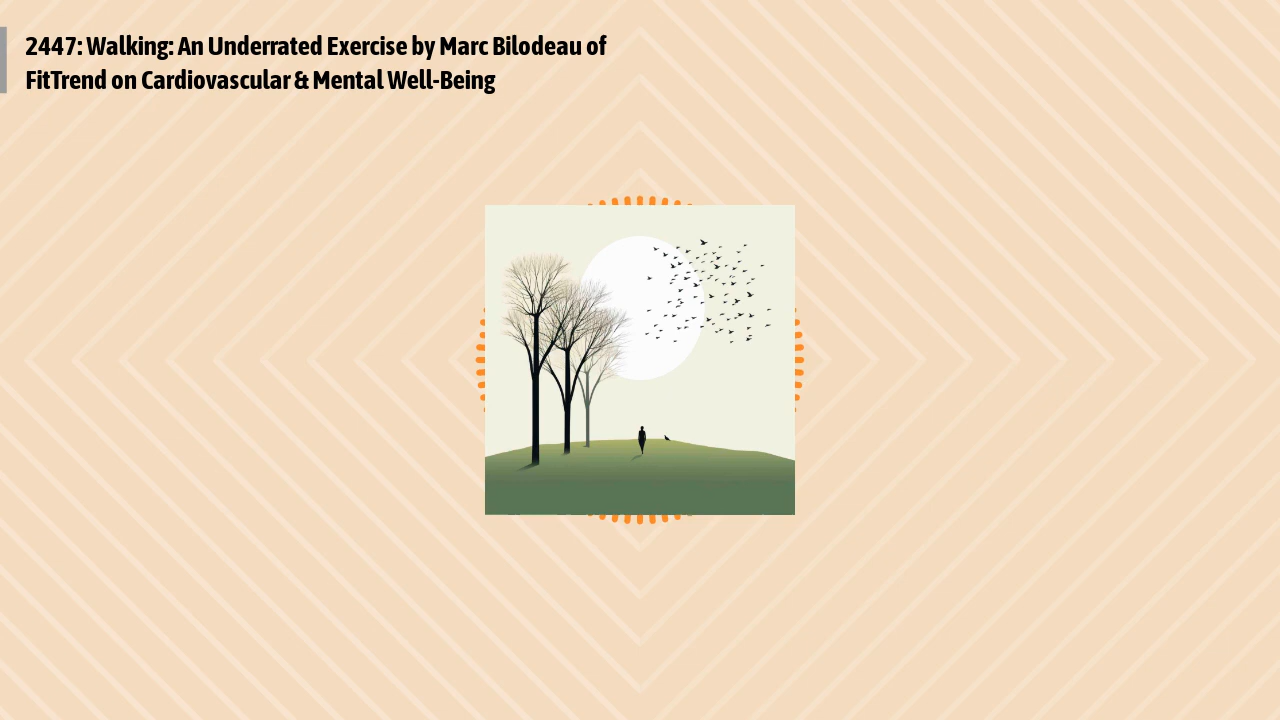 2447: Walking: An Underrated Exercise by Marc Bilodeau of
FitTrend on Cardiovascular & Mental Well-Being